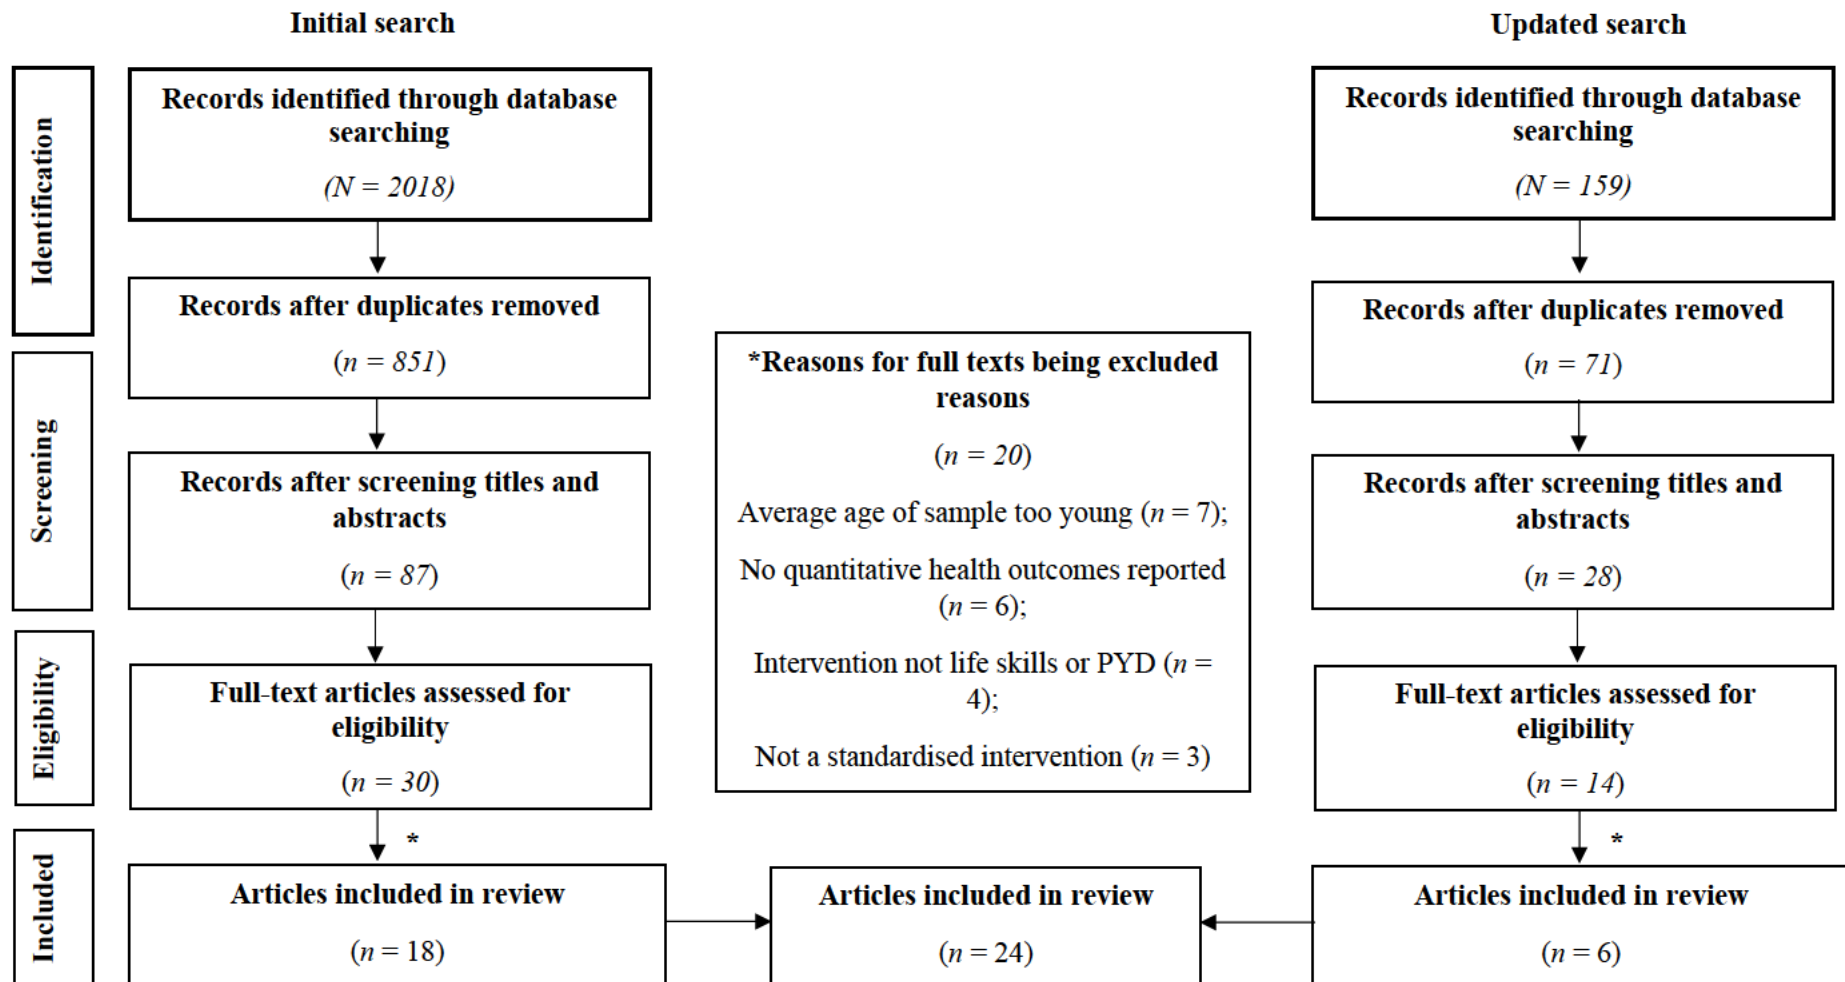 Initial search
Updated search
Identification
Records identified through database
searching
(N = 2018)
Records identified through database
searching
(N = 159)
Records after duplicates removed
(n = 851)
Records after duplicates removed
(n = 71)
Screening
Records after screening titles and
abstracts
(n = 87)
*Reasons for full texts being excluded
reasons
(n = 20)
Average age of sample too young (n = 7);
No quantitative health outcomes reported
(n = 6);
Intervention not life skills or PYD (n =
4);
Not a standardised intervention (n = 3)
Records after screening titles and
abstracts
(n = 28)
Eligibility
Full-text articles assessed for
eligibility
(n = 30)
*
Full-text articles assessed for
eligibility
(n = 14)
*
Included
Articles included in review
(n = 18)
Articles included in review
(n = 24)
Articles included in review
(n = 6)